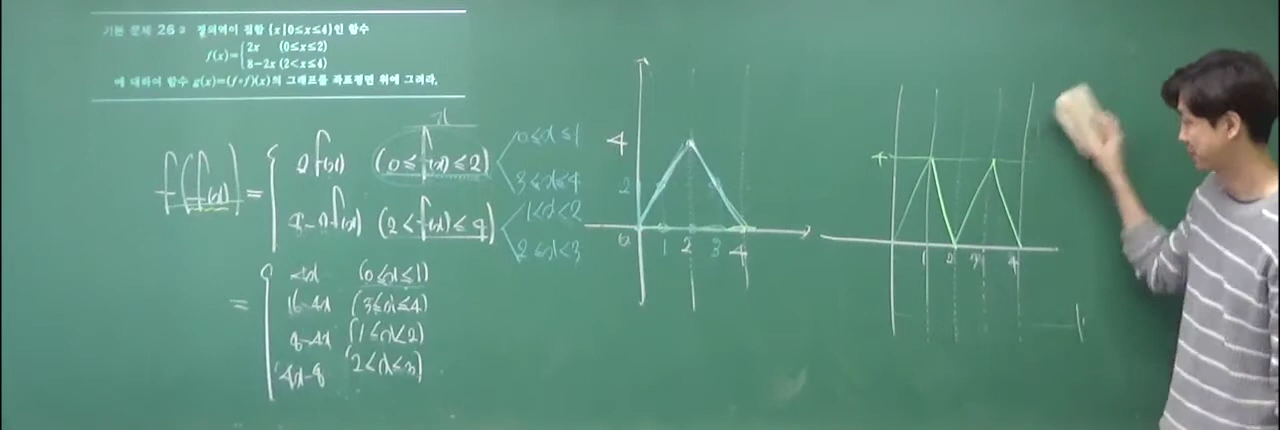 기본 문제 26-3 정의역이 집합 {x|0≤x≤4}인 함수
f(x)={2x (0≤x≤2)
8-2x (2<x≤4)
에 대하여 함수 g(x)=(f∘f)(x)의 그래프를 좌표평면 위에 그려라.
f(f(x)) = { 2f(x) (0≤f(x)≤2)
8-2f(x) (2<f(x)≤4)
0≤x≤1
3≤x≤4
1<x<2
2≤x<3
= { 4x (0≤x≤1)
16-4x (3≤x≤4)
8-4x (1≤x<2)
4x-8 (2<x≤3)
4
2
0 1 2 3 4
4
1 2 3 4